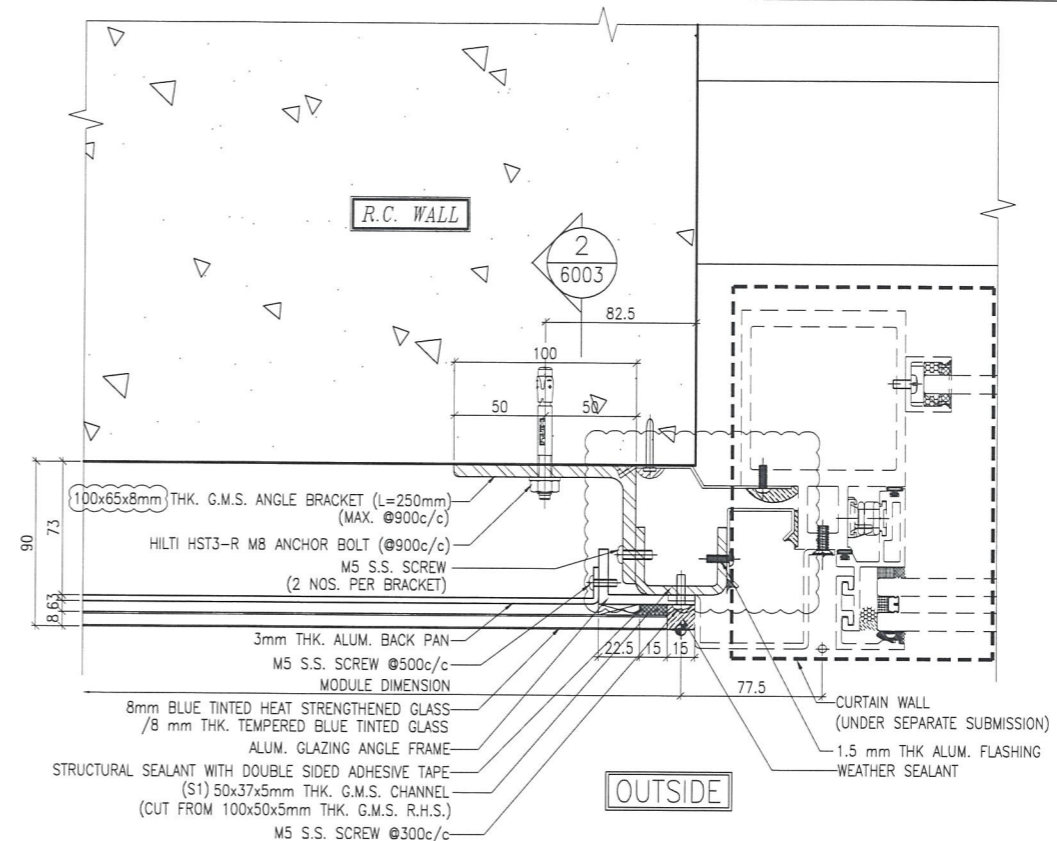 R.C. WALL
2
6003
82.5
100
50
50
100x65x8mm THK. G.M.S. ANGLE BRACKET (L=250mm)
(MAX. @900c/c)
HILTI HST3-R M8 ANCHOR BOLT (@900c/c)
M5 S.S. SCREW
(2 NOS. PER BRACKET)
90
73
8
6
3
3mm THK. ALUM. BACK PAN
M5 S.S. SCREW @500c/c
22.5
15
15
MODULE DIMENSION
77.5
8mm BLUE TINTED HEAT STRENGTHENED GLASS
/8 mm THK. TEMPERED BLUE TINTED GLASS
ALUM. GLAZING ANGLE FRAME
STRUCTURAL SEALANT WITH DOUBLE SIDED ADHESIVE TAPE
(S1) 50x37x5mm THK. G.M.S. CHANNEL
(CUT FROM 100x50x5mm THK. G.M.S. R.H.S.)
M5 S.S. SCREW @300c/c
CURTAIN WALL
(UNDER SEPARATE SUBMISSION)
1.5 mm THK ALUM. FLASHING
WEATHER SEALANT
OUTSIDE